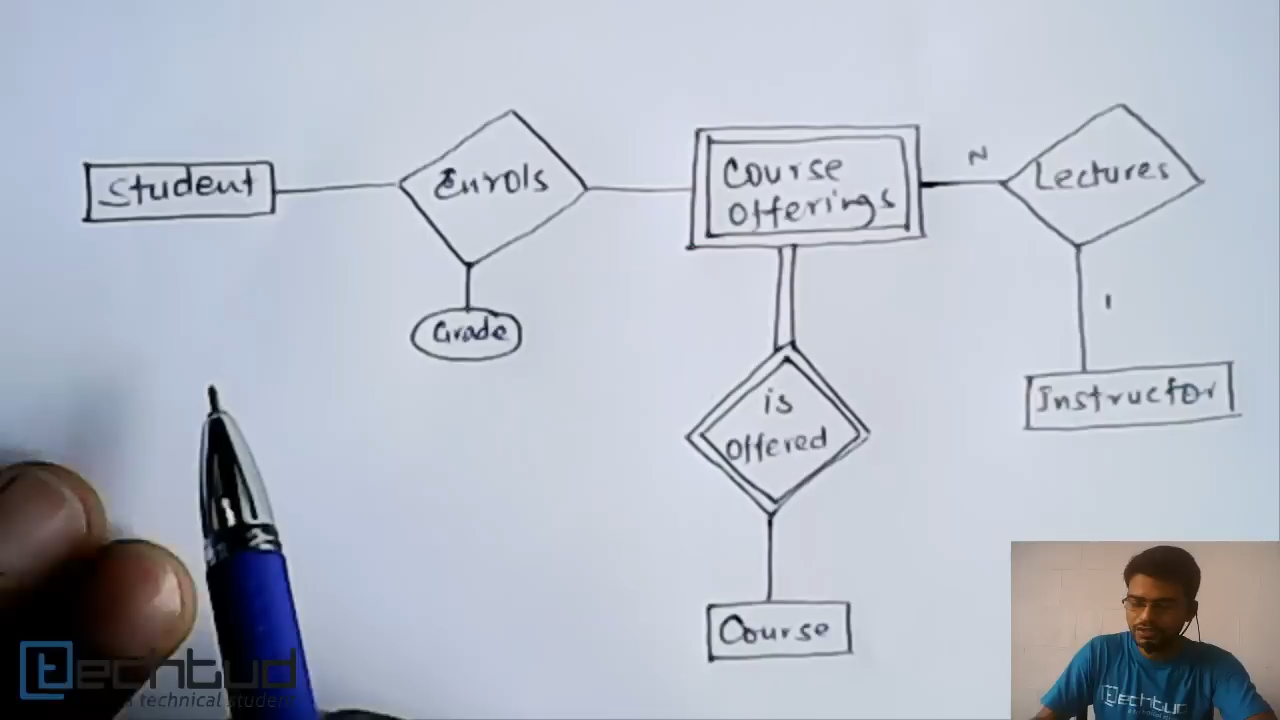 Student
Enrols
Course
Offerings
N
Lectures
Grade
1
is
Offered
Instructor
Course
techtud
a technical student
techtud